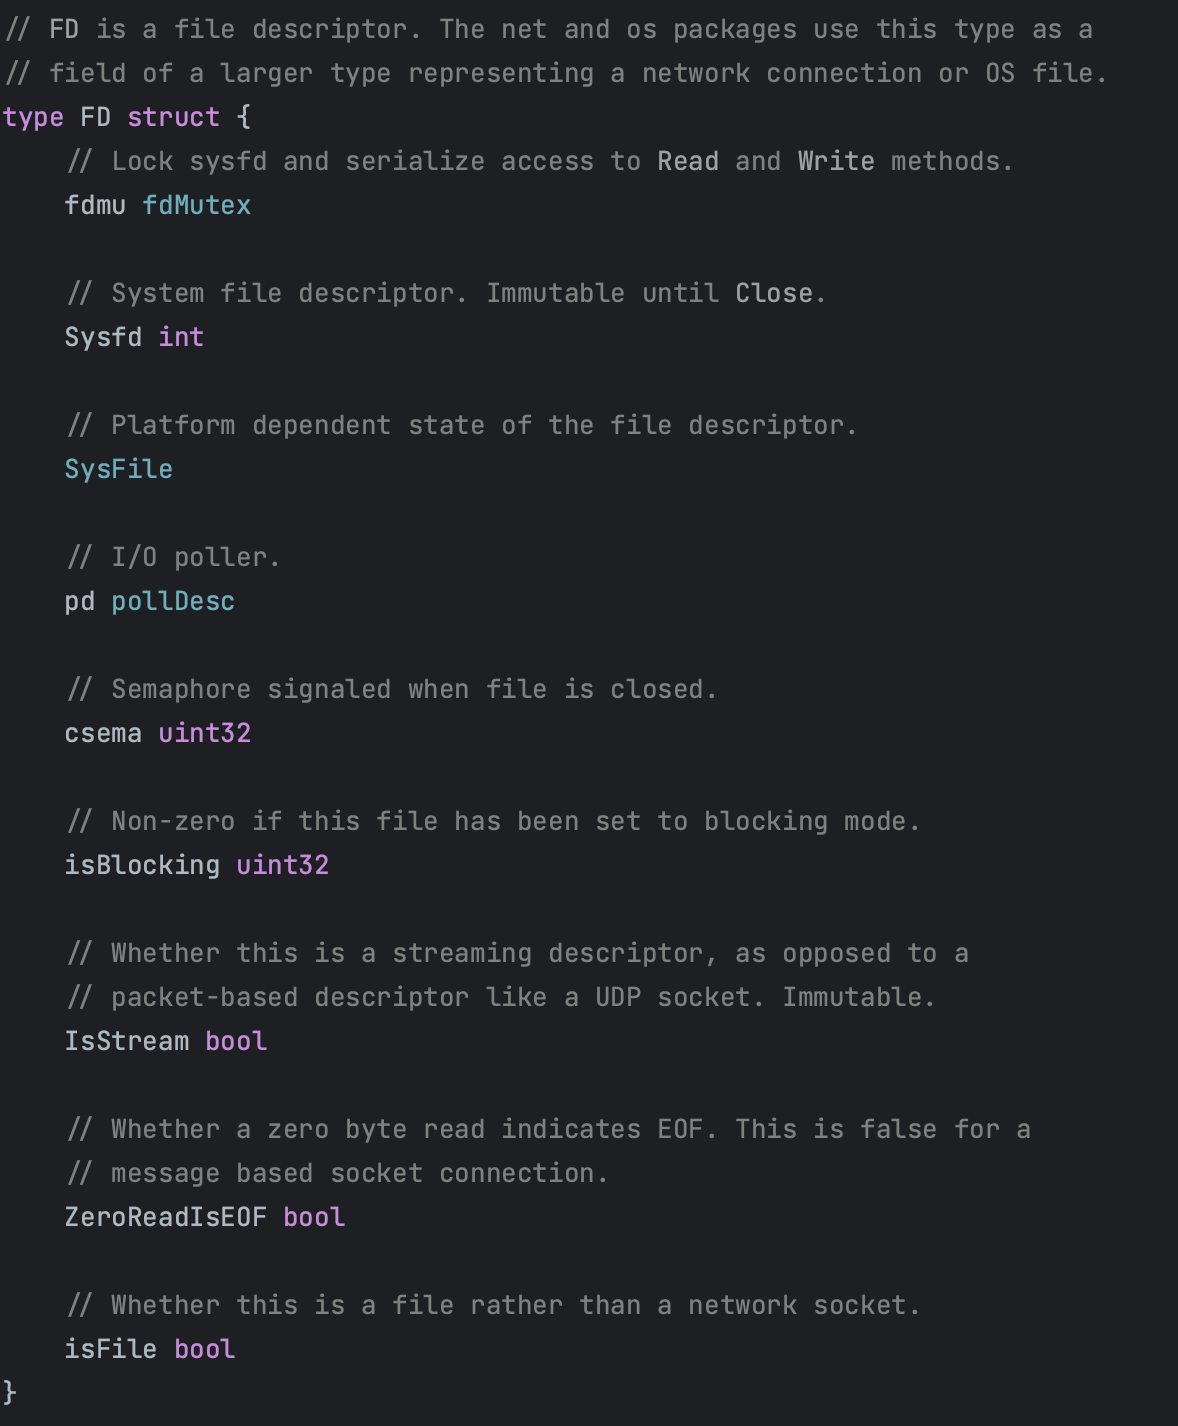 // FD is a file descriptor. The net and os packages use this type as a
// field of a larger type representing a network connection or OS file.
type FD struct {
    // Lock sysfd and serialize access to Read and Write methods.
    fdmu fdMutex

    // System file descriptor. Immutable until Close.
    Sysfd int

    // Platform dependent state of the file descriptor.
    SysFile

    // I/O poller.
    pd pollDesc

    // Semaphore signaled when file is closed.
    csema uint32

    // Non-zero if this file has been set to blocking mode.
    isBlocking uint32

    // Whether this is a streaming descriptor, as opposed to a
    // packet-based descriptor like a UDP socket. Immutable.
    IsStream bool

    // Whether a zero byte read indicates EOF. This is false for a
    // message based socket connection.
    ZeroReadIsEOF bool

    // Whether this is a file rather than a network socket.
    isFile bool
}